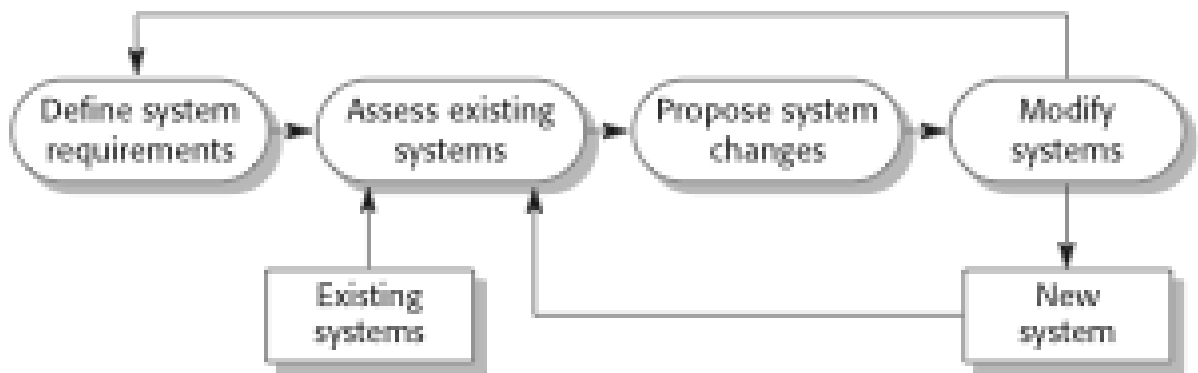 Define system
requirements
Assess existing
systems
Propose system
changes
Modify
systems
Existing
systems
New
system